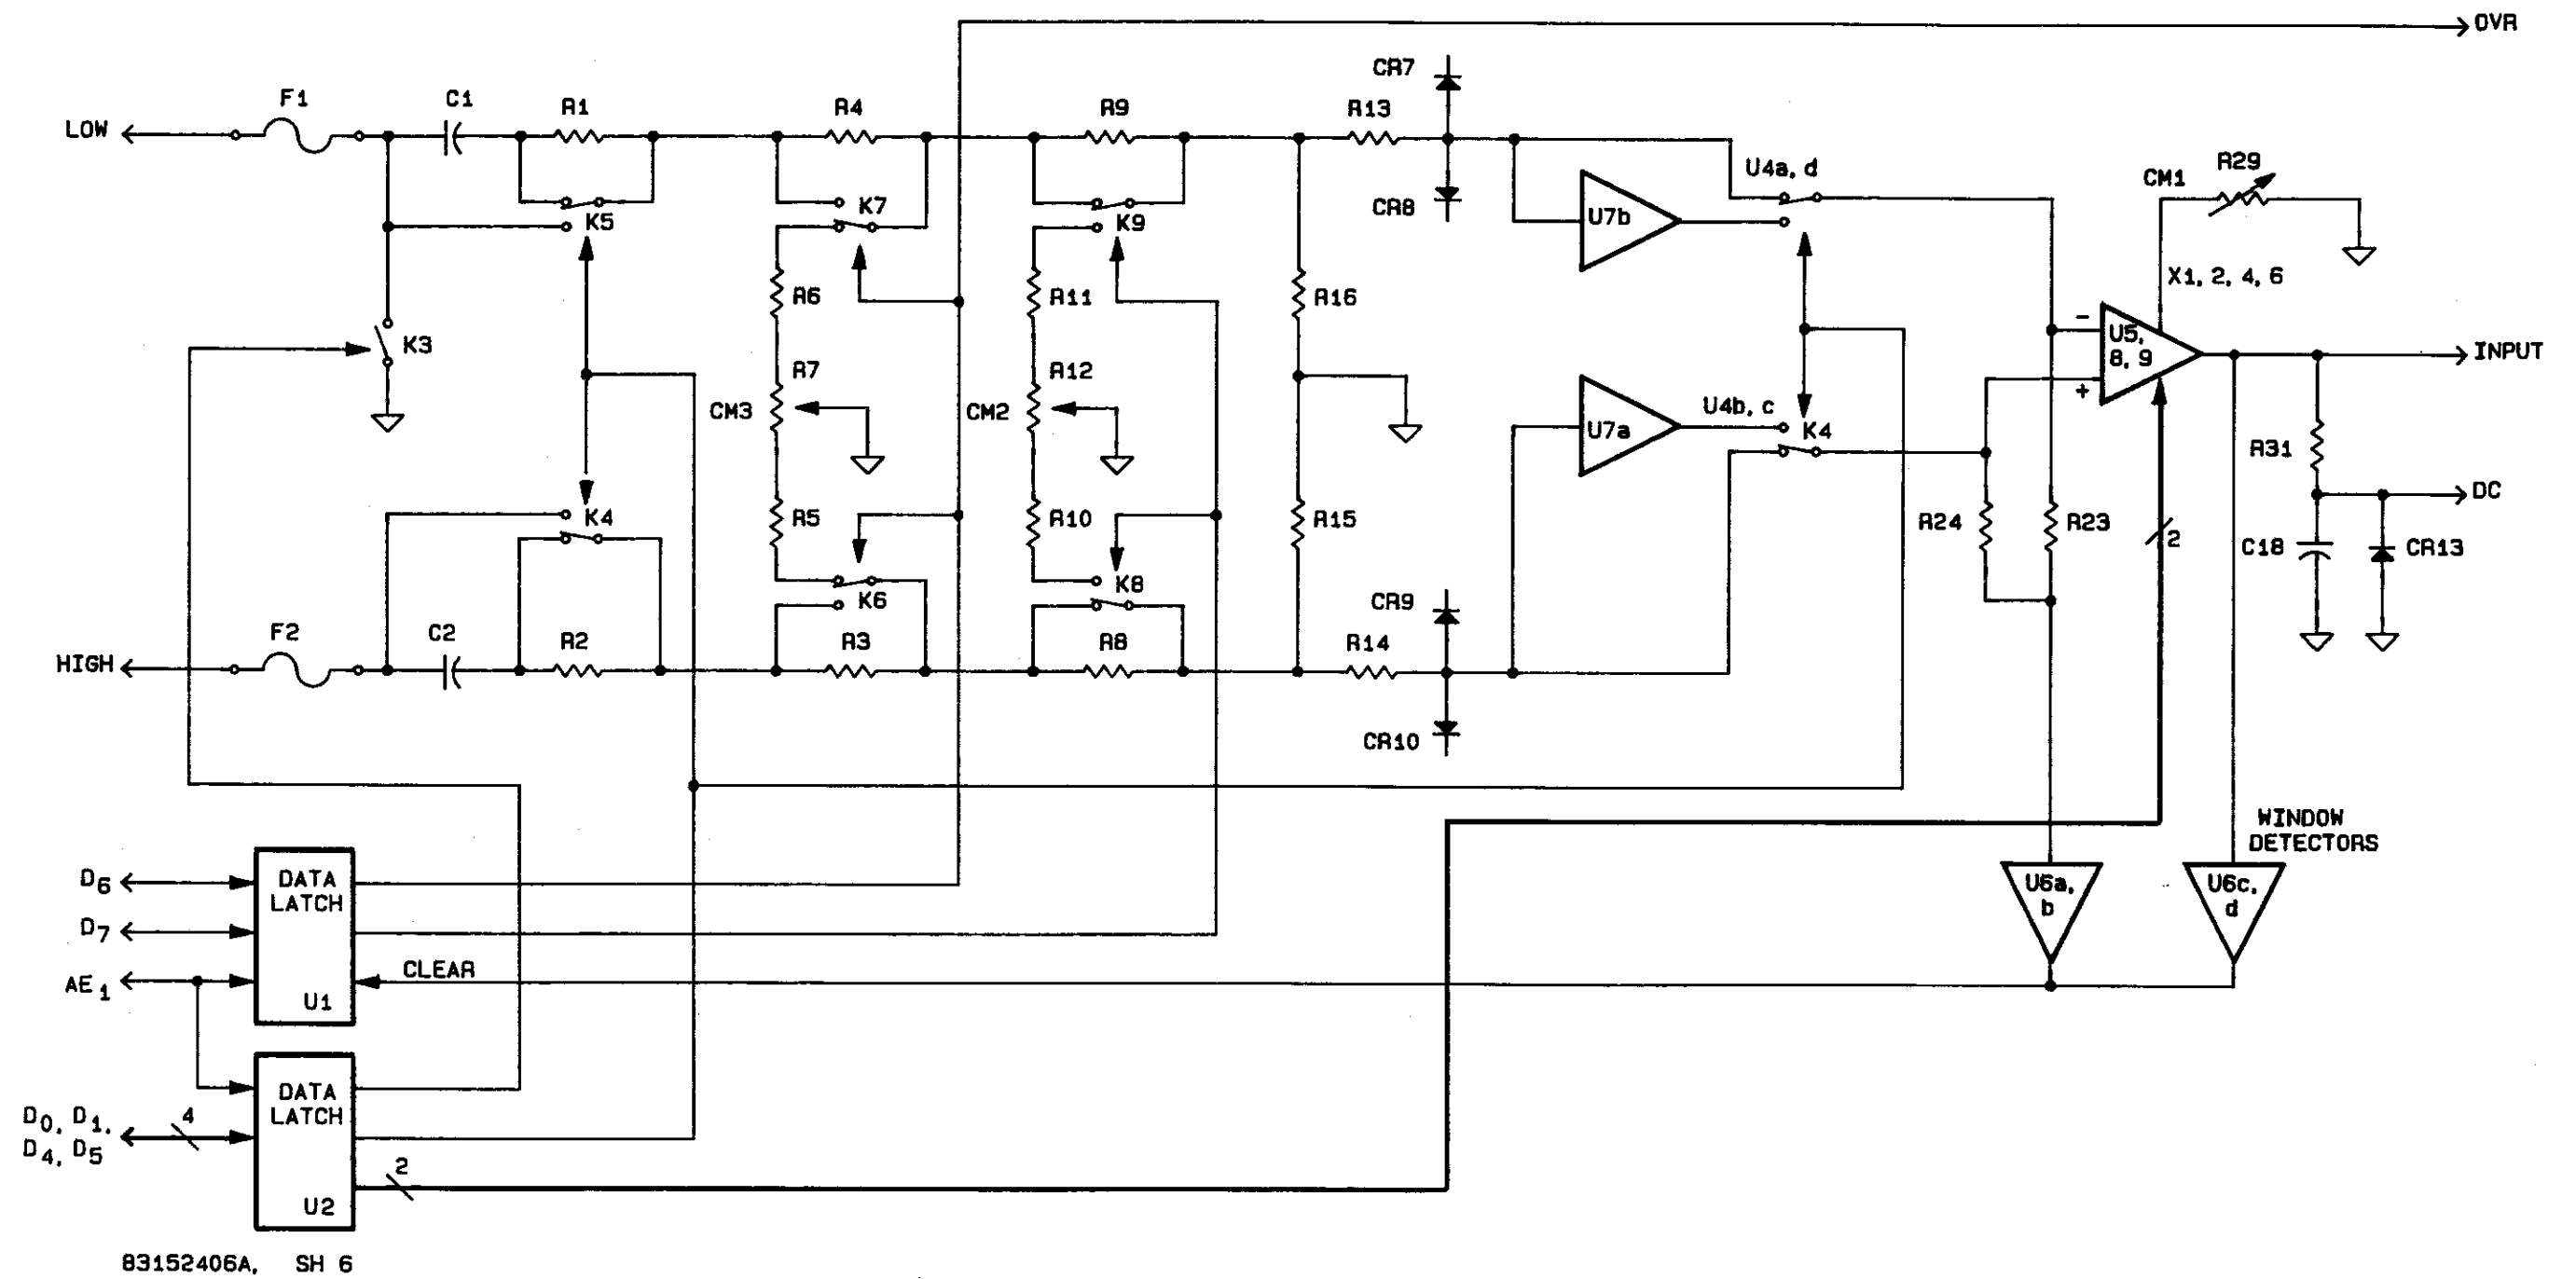 OVR
CR7
F1
C1
R1
R4
R9
R13
LOW
U4a, d
R29
CM1
K7
CR8
U7b
K5
K9
X1, 2, 4, 6
R6
R11
R16
-
U5,
8, 9
K3
INPUT
R7
R12
+
CM3
CM2
U4b, c
U7a
K4
R31
DC
K4
R5
R10
R15
R24
R23
2
C18
CR13
K8
K6
CR9
F2
C2
R2
R3
R8
R14
HIGH
CR10
WINDOW
DETECTORS
D6
DATA
LATCH
U6a,
b
U6c,
d
D7
CLEAR
AE1
U1
DATA
LATCH
4
D0, D1,
D4, D5
2
U2
83152406A, SH 6